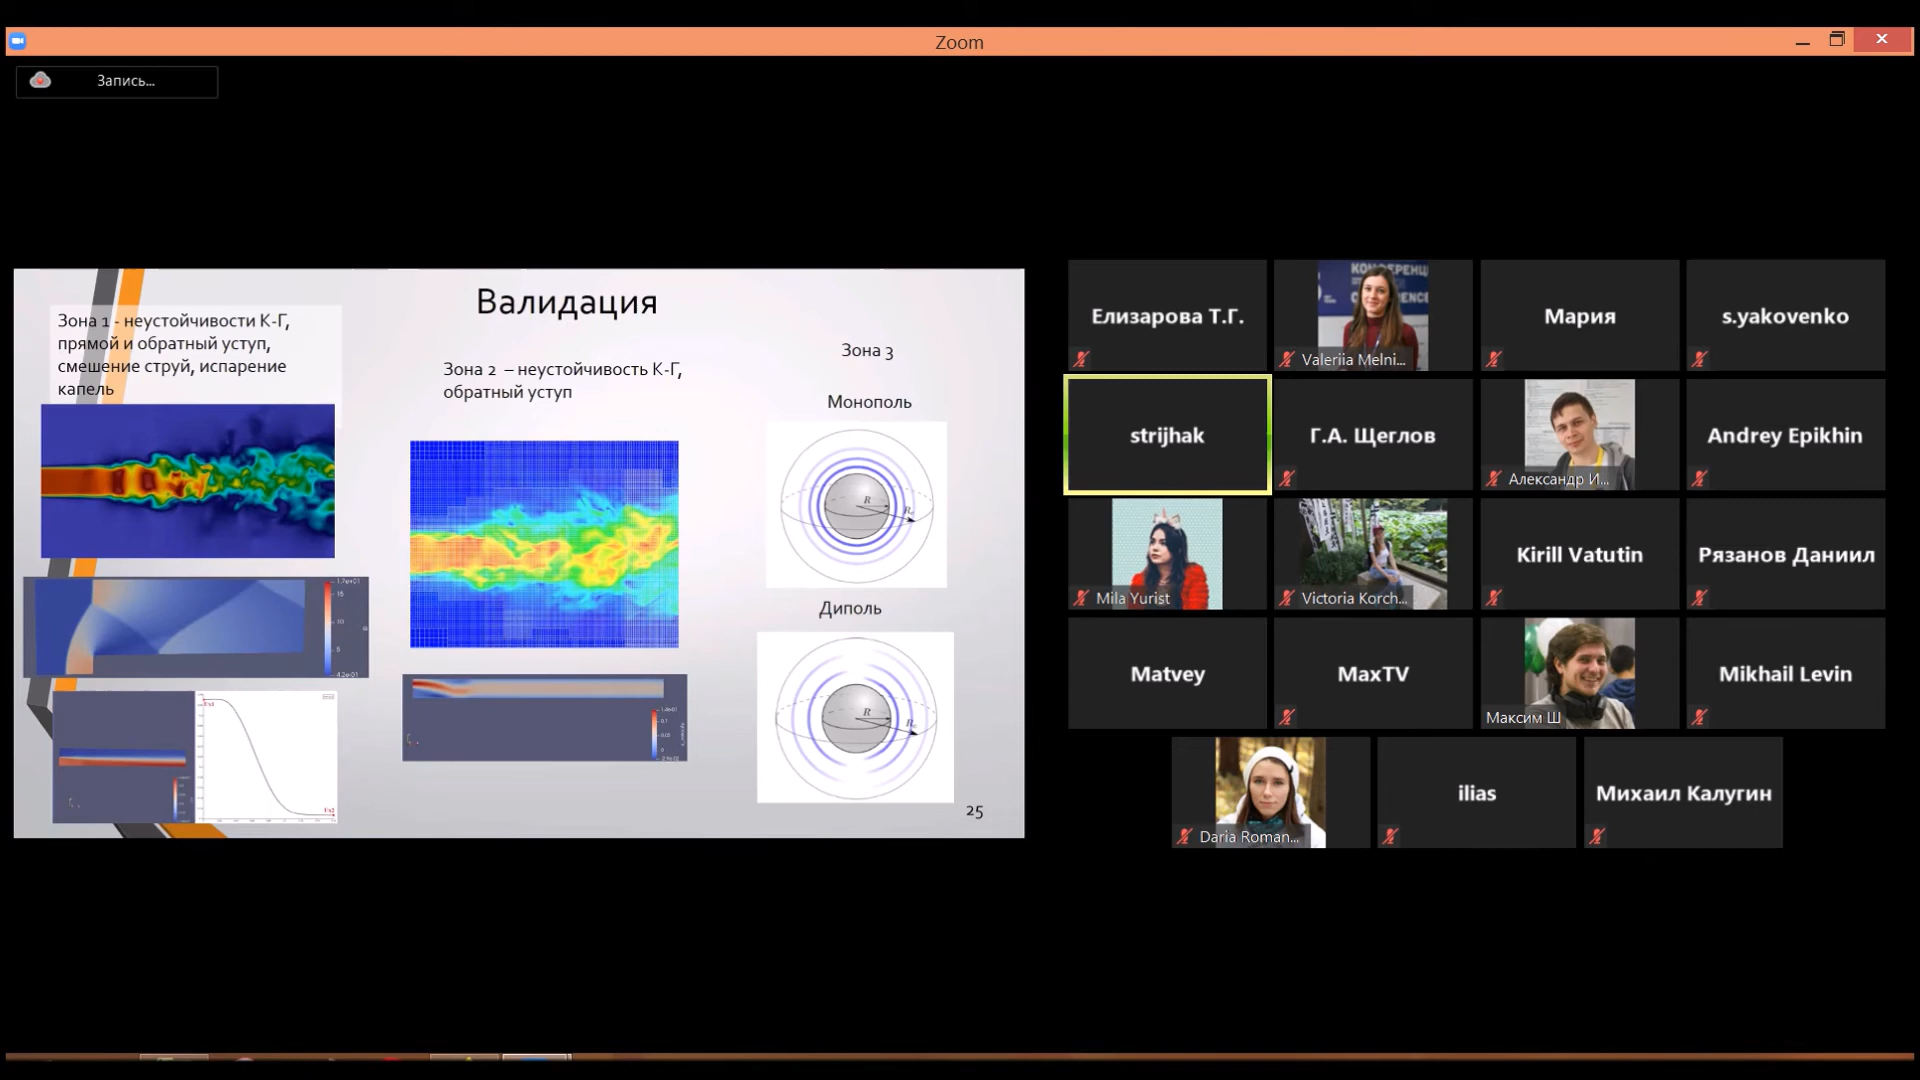 Zoom
Запись...
Валидация
Зона 1 - неустойчивости К-Г,
прямой и обратный уступ,
смешение струй, испарение
капель
Зона 2 – неустойчивость К-Г,
обратный уступ
Зона 3
Монополь
R
Диполь
R
25
Елизарова Т.Г.
КОНФЕРЕНЦ
Valeriia Melni...
Мария
s.yakovenko
strijhak
Г.А. Щеглов
Александр И...
Andrey Epikhin
Mila Yurist
Victoria Korch...
Kirill Vatutin
Рязанов Даниил
Matvey
MaxTV
Максим Ш
Mikhail Levin
Daria Roman...
ilias
Михаил Калугин